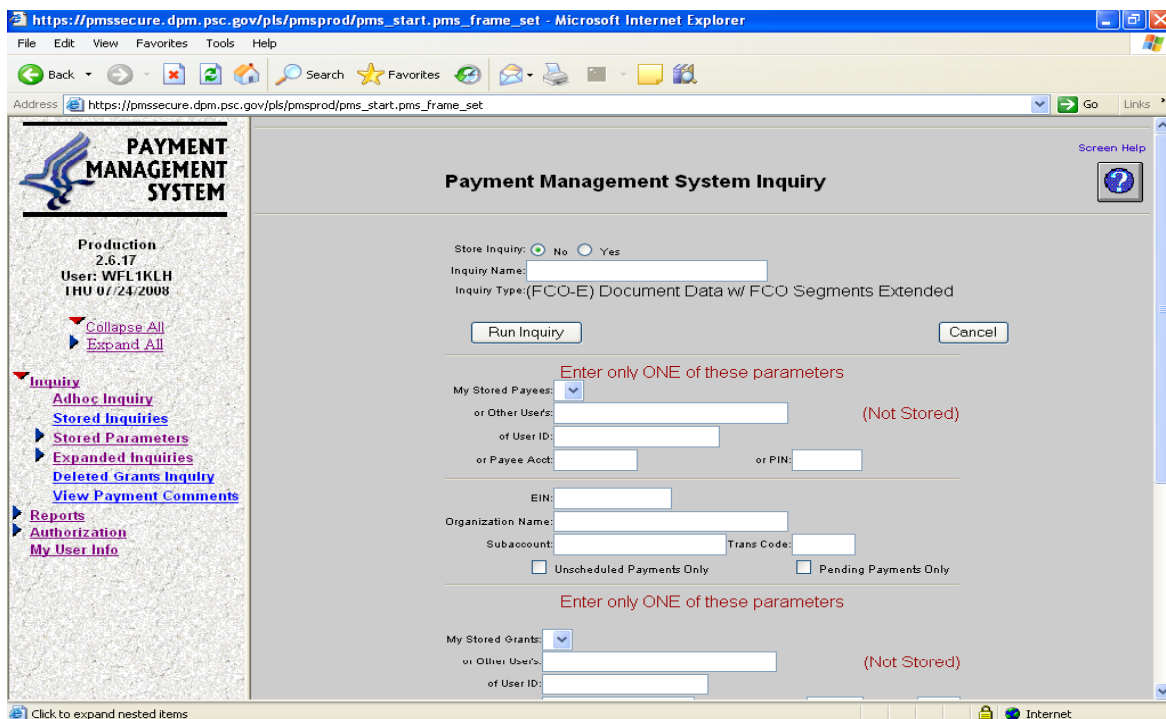 https://pmssecure.dpm.psc.gov/pls/pmsprod/pms_start.pms_frame_set - Microsoft Internet Explorer
File Edit View Favorites Tools Help
Back Search Favorites
Address https://pmssecure.dpm.psc.gov/pls/pmsprod/pms_start.pms_frame_set Go Links
PAYMENT
MANAGEMENT
SYSTEM
Production
2.6.17
User: WFL1KLH
THU 07/24/2008
Collapse All
Expand All
Inquiry
Adhoc Inquiry
Stored Inquiries
Stored Parameters
Expanded Inquiries
Deleted Grants Inquiry
View Payment Comments
Reports
Authorization
My User Info
Screen Help
Payment Management System Inquiry
Store Inquiry: No Yes
Inquiry Name:
Inquiry Type:(FCO-E) Document Data w/ FCO Segments Extended
Run Inquiry Cancel
Enter only ONE of these parameters
My Stored Payees:
or Other User's: (Not Stored)
of User ID:
or Payee Acct: or PIN:
EIN:
Organization Name:
Subaccount: Trans Code:
Unscheduled Payments Only Pending Payments Only
Enter only ONE of these parameters
My Stored Grants:
or Other User's: (Not Stored)
of User ID:
Click to expand nested items Internet